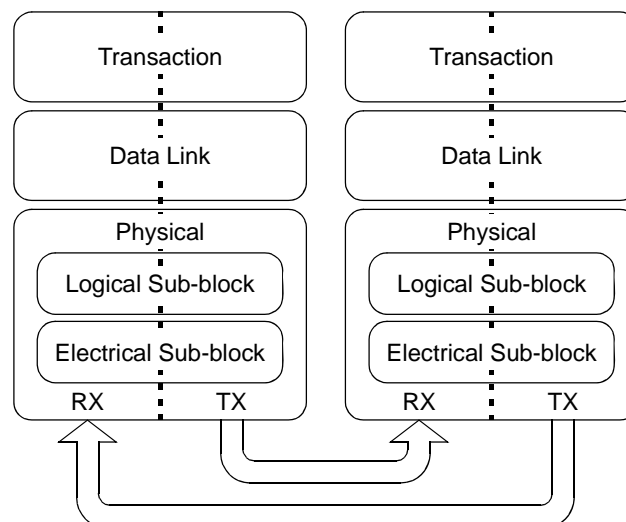 Transaction
Transaction
Data Link
Data Link
Physical
Physical
Logical Sub-block
Logical Sub-block
Electrical Sub-block
Electrical Sub-block
RX
TX
RX
TX